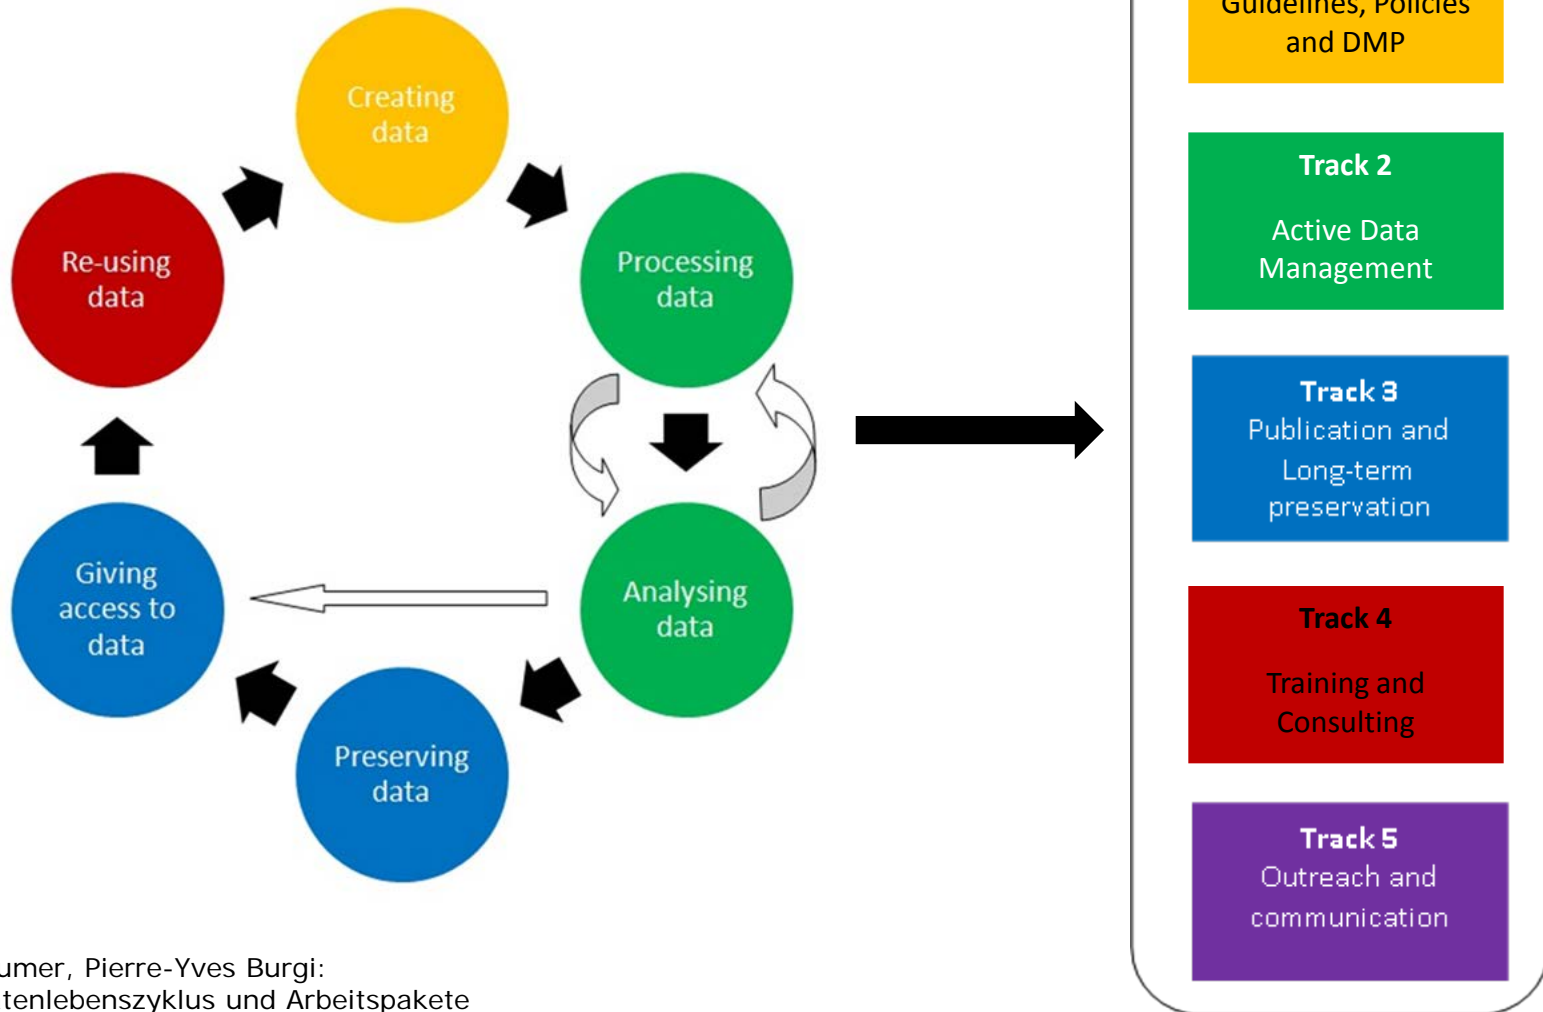 Creating
data
Processing
data
Analysing
data
Preserving
data
Giving
access to
data
Re-using
data
Guidelines, Policies
and DMP
Track 2
Active Data
Management
Track 3
Publication and
Long-term
preservation
Track 4
Training and
Consulting
Track 5
Outreach and
communication
umer, Pierre-Yves Burgi:
tenlebenszyklus und Arbeitspakete